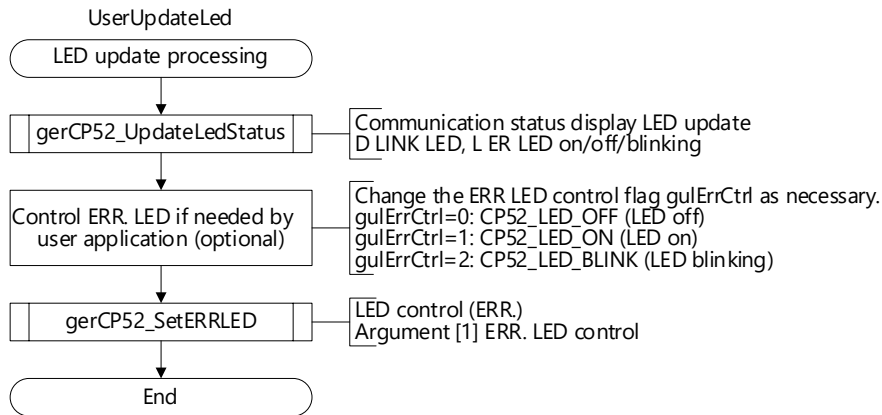 UserUpdateLed
LED update processing
gerCP52_UpdateLedStatus
Communication status display LED update
D LINK LED, L ER LED on/off/blinking
Control ERR. LED if needed by
user application (optional)
Change the ERR LED control flag gulErrCtrl as necessary.
gulErrCtrl=0: CP52_LED_OFF (LED off)
gulErrCtrl=1: CP52_LED_ON (LED on)
gulErrCtrl=2: CP52_LED_BLINK (LED blinking)
gerCP52_SetERRLED
LED control (ERR.)
Argument [1] ERR. LED control
End